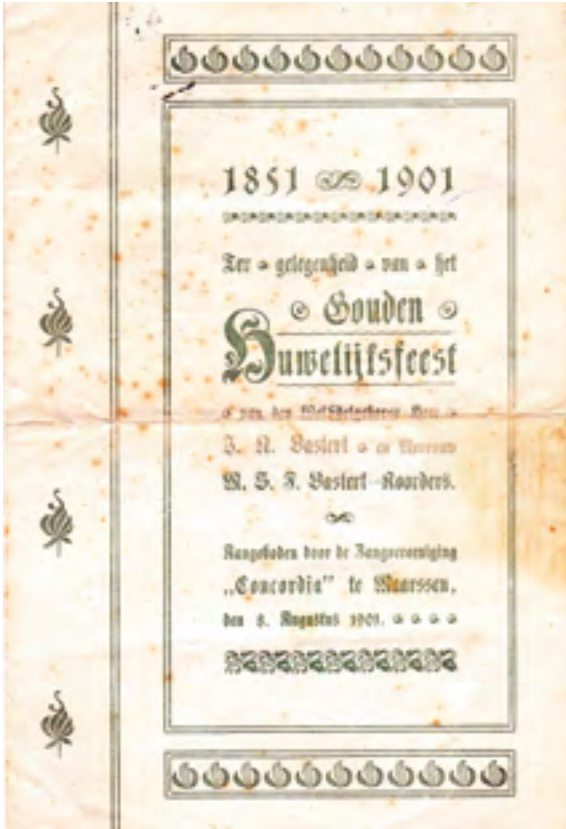 1851 1901
Ter gelegenheid van het
Gouden
Huwelijksfeest
van den WelEdelgeboren Heer
J. N. Bastert en Mevrouw
M. S. F. Bastert-Koorders.
Aangeboden door de Zangvereeniging
„Concordia” te Maarssen,
den 8. Augustus 1901.